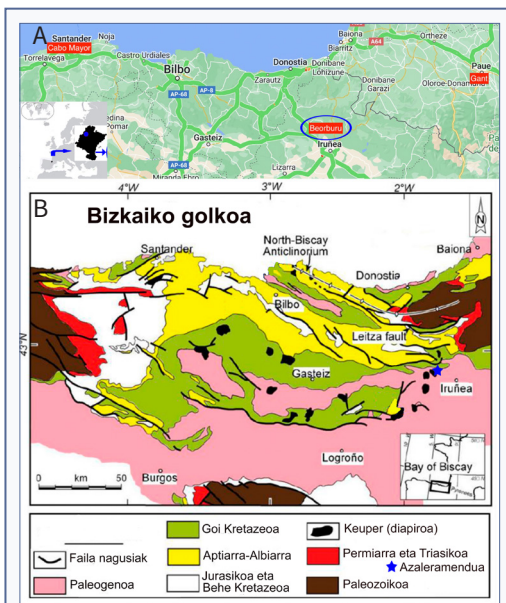 A
Santander
Cabo Mayor
Noja
Torrelavega
Castro Urdiales
Bilbo
Zarautz
Donostia
Donibane
Lohizune
Baiona
Biarritz
A64
Ortheze
Paue
Gant
Donibane
Garazi
Oloroe-Donamaria
AP-68
AP-8
Gasteiz
Beorburu
Iruñea
Lizarra
AP-68
Miranda Ebro
Pomar
4°W
3°W
2°W
B
Bizkaiko golkoa
N
Santander
North-Biscay
Anticlinorium
Donostia
Baiona
Bilbo
Leitza fault
43°N
Gasteiz
Iruñea
Logroño
Burgos
0 km 50
Bay of Biscay
Faila nagusiak
Paleogenoa
Goi Kretazeoa
Aptiarra-Albiarra
Jurasikoa eta
Behe Kretazeoa
Keuper (diapiroa)
Permiarra eta Triasikoa
Azaleramendua
Paleozoikoa